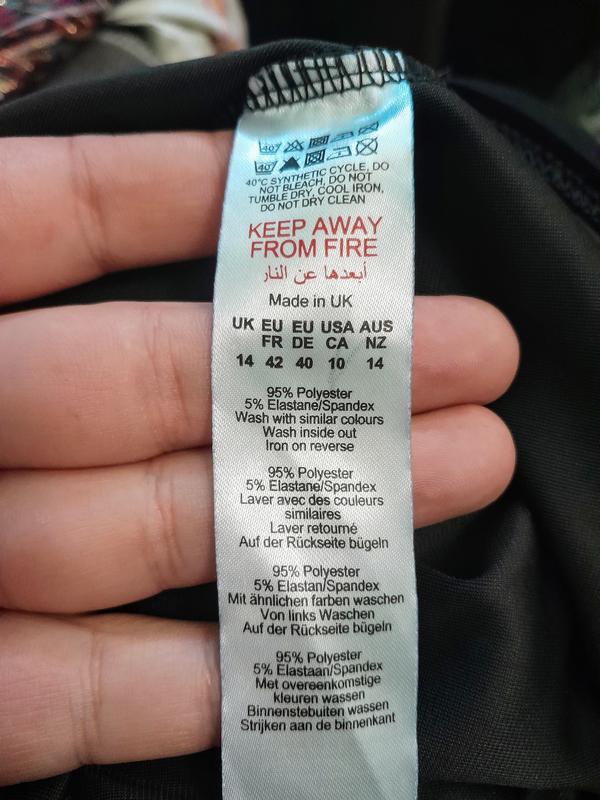 40°
40°
40°C SYNTHETIC CYCLE, DO
NOT BLEACH, DO NOT
TUMBLE DRY, COOL IRON,
DO NOT DRY CLEAN
KEEP AWAY
FROM FIRE
أبعدها عن النار
Made in UK
UK EU EU USA AUS
FR DE CA NZ
14 42 40 10 14
95% Polyester
5% Elastane/Spandex
Wash with similar colours
Wash inside out
Iron on reverse
95% Polyester
5% Elastane/Spandex
Laver avec des couleurs
similaires
Laver retourné
Auf der Rückseite bügeln
95% Polyester
5% Elastan/Spandex
Mit ähnlichen farben waschen
Von links Waschen
Auf der Rückseite bügeln
95% Polyester
5% Elastaan/Spandex
Met overeenkomstige
kleuren wassen
Binnenstebuiten wassen
Strijken aan de binnenkant